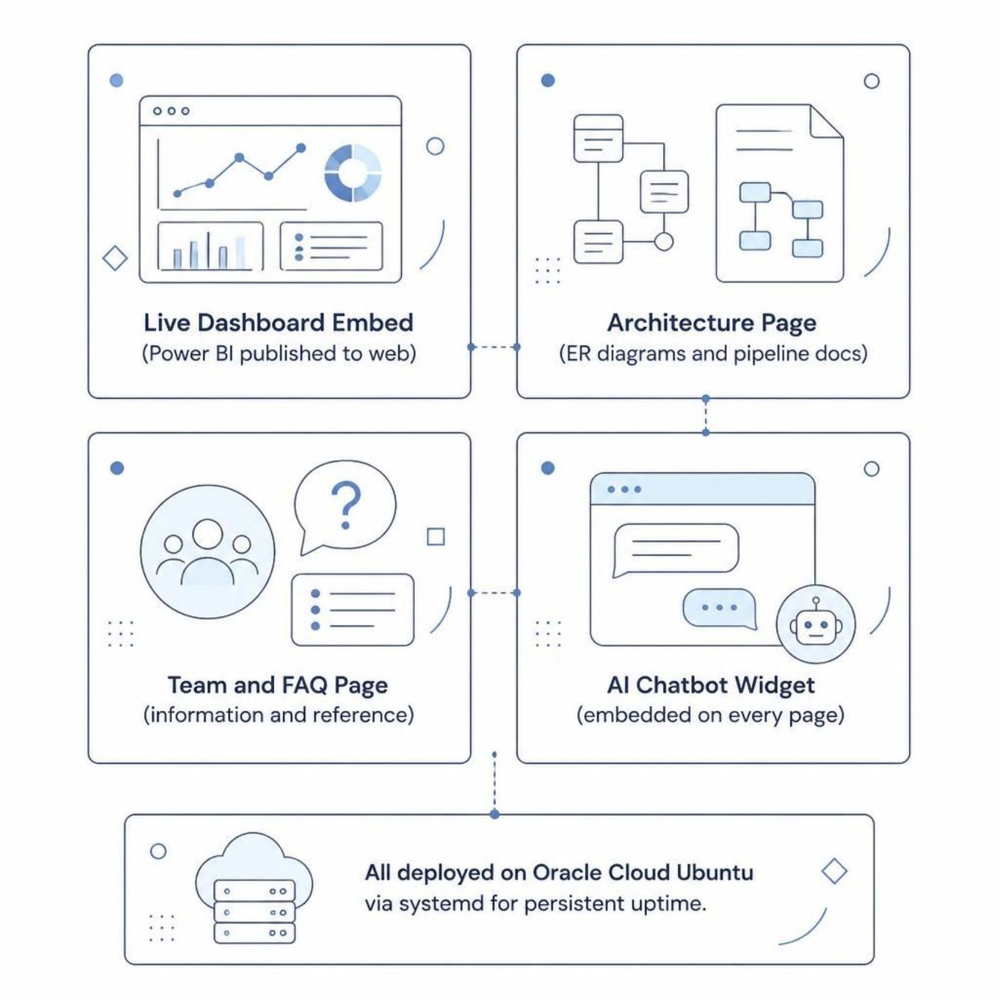 Live Dashboard Embed
(Power BI published to web)
Architecture Page
(ER diagrams and pipeline docs)
?
Team and FAQ Page
(information and reference)
AI Chatbot Widget
(embedded on every page)
All deployed on Oracle Cloud Ubuntu
via systemd for persistent uptime.